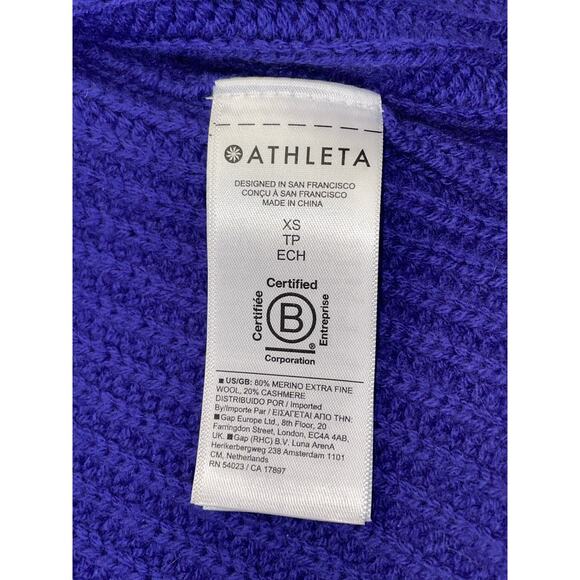 ATHLETA
DESIGNED IN SAN FRANCISCO
CONÇU À SAN FRANCISCO
MADE IN CHINA
XS
TP
ECH
Certified
Certifiée
B
®
Entreprise
Corporation
■ US/GB: 80% MERINO EXTRA FINE
WOOL, 20% CASHMERE
DISTRIBUIDO POR / Imported
By/Importe Par / ΕΙΣΑΓΕΤΑΙ ΑΠΟ ΤΗΝ:
■ Gap Europe Ltd., 8th Floor, 20
Farringdon Street, London, EC4A 4AB,
UK. ■ Gap (RHC) B.V. Luna ArenA
Herikerbergweg 238 Amsterdam 1101
CM, Netherlands
RN 54023 / CA 17897